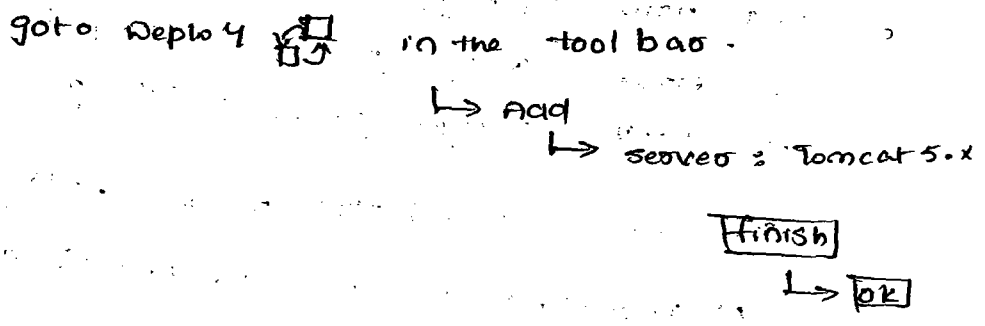 goto Deploy in the tool bar.
↳ Add
↳ server : Tomcat 5.x
finish
↳ ok